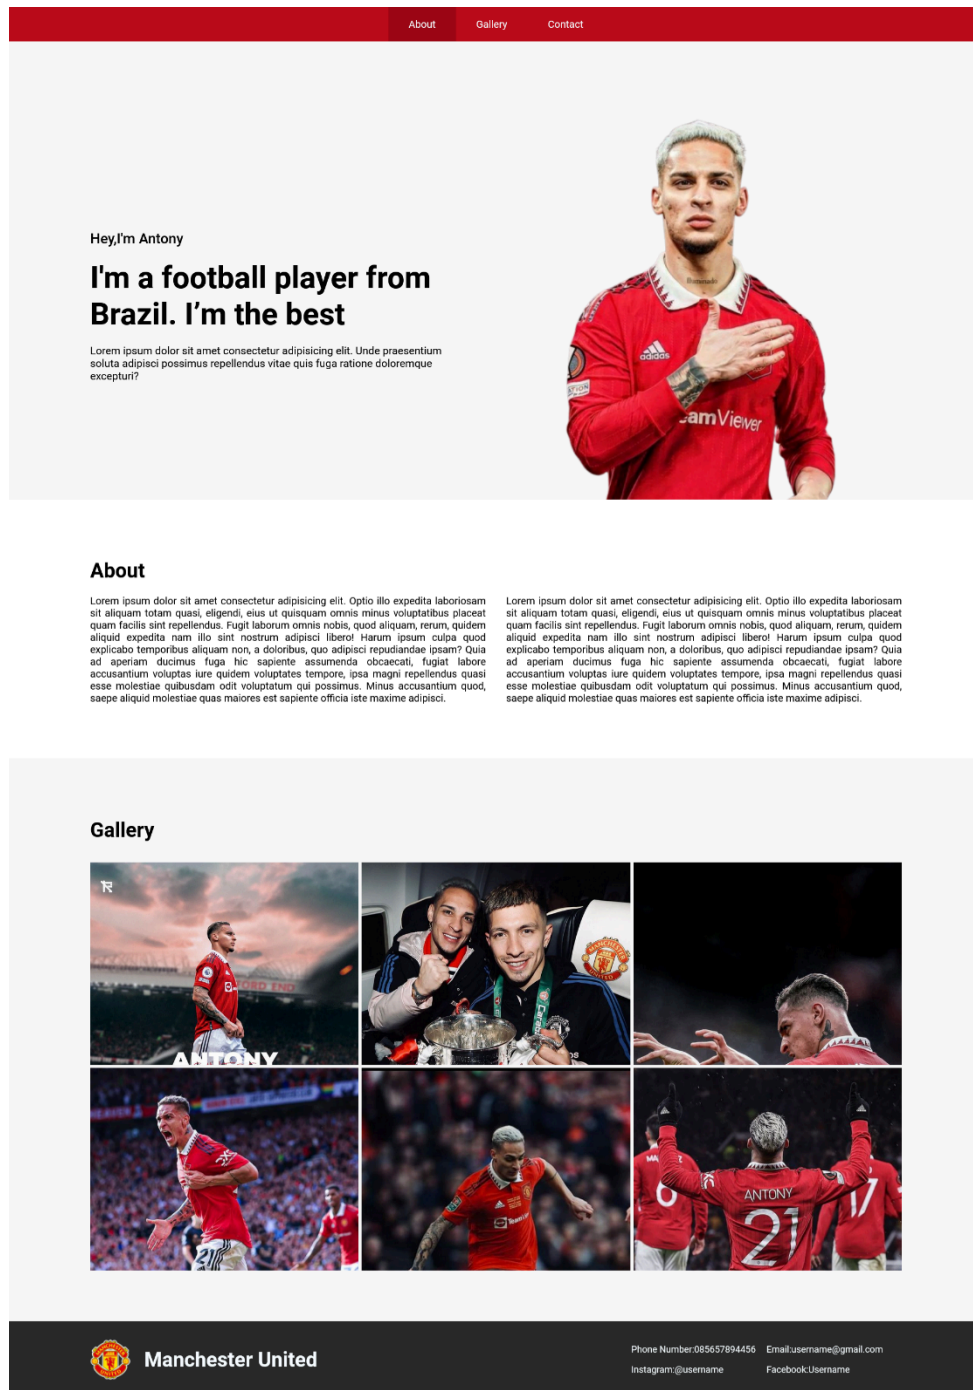 About Gallery Contact
Hey,I'm Antony
I'm a football player from
Brazil. I’m the best
Lorem ipsum dolor sit amet consectetur adipisicing elit. Unde praesentium
soluta adipisci possimus repellendus vitae quis fuga ratione doloremque
excepturi?
adidas
amViewer
About
Lorem ipsum dolor sit amet consectetur adipisicing elit. Optio illo expedita laboriosam
sit aliquam totam quasi, eligendi, eius ut quisquam omnis minus voluptatibus placeat
quam facilis sint repellendus. Fugit laborum omnis nobis, quod aliquam, rerum, quidem
aliquid expedita nam illo sint nostrum adipisci libero! Harum ipsum culpa quod
explicabo temporibus aliquam non, a doloribus, quo adipisci repudiandae ipsam? Quia
ad aperiam ducimus fuga hic sapiente assumenda obcaecati, fugiat labore
accusantium voluptas iure quidem voluptates tempore, ipsa magni repellendus quasi
esse molestiae quibusdam odit voluptatum qui possimus. Minus accusantium quod,
saepe aliquid molestiae quas maiores est sapiente officia iste maxime adipisci.
Lorem ipsum dolor sit amet consectetur adipisicing elit. Optio illo expedita laboriosam
sit aliquam totam quasi, eligendi, eius ut quisquam omnis minus voluptatibus placeat
quam facilis sint repellendus. Fugit laborum omnis nobis, quod aliquam, rerum, quidem
aliquid expedita nam illo sint nostrum adipisci libero! Harum ipsum culpa quod
explicabo temporibus aliquam non, a doloribus, quo adipisci repudiandae ipsam? Quia
ad aperiam ducimus fuga hic sapiente assumenda obcaecati, fugiat labore
accusantium voluptas iure quidem voluptates tempore, ipsa magni repellendus quasi
esse molestiae quibusdam odit voluptatum qui possimus. Minus accusantium quod,
saepe aliquid molestiae quas maiores est sapiente officia iste maxime adipisci.
Gallery
FORD END
ANTONY
MANCHESTER
UNITED
ANTONY
21
6
17
21
Manchester United
Phone Number:085657894456 Email:username@gmail.com
Instagram:@username Facebook:Username